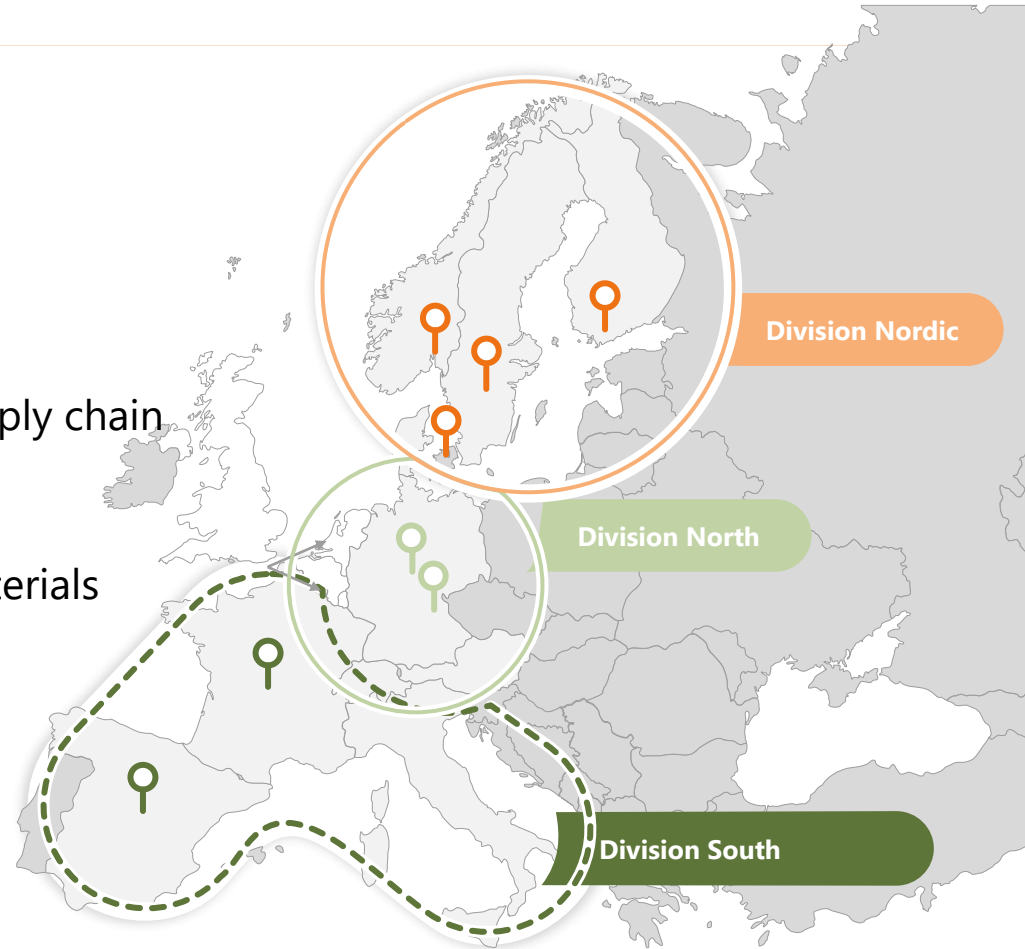 Division Nordic
ply chain
Division North
terials
Division South